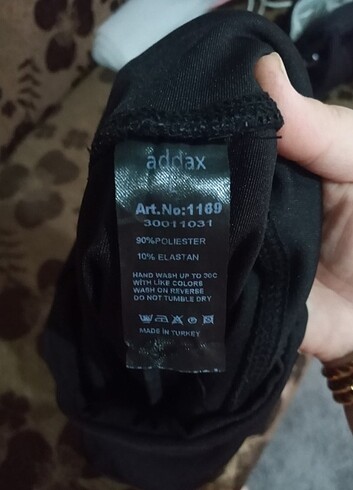 addax
Art.No:1169
30011031
90%POLIESTER
10% ELASTAN
HAND WASH UP TO 30C
WITH LIKE COLORS
WASH ON REVERSE
DO NOT TUMBLE DRY
MADE IN TURKEY